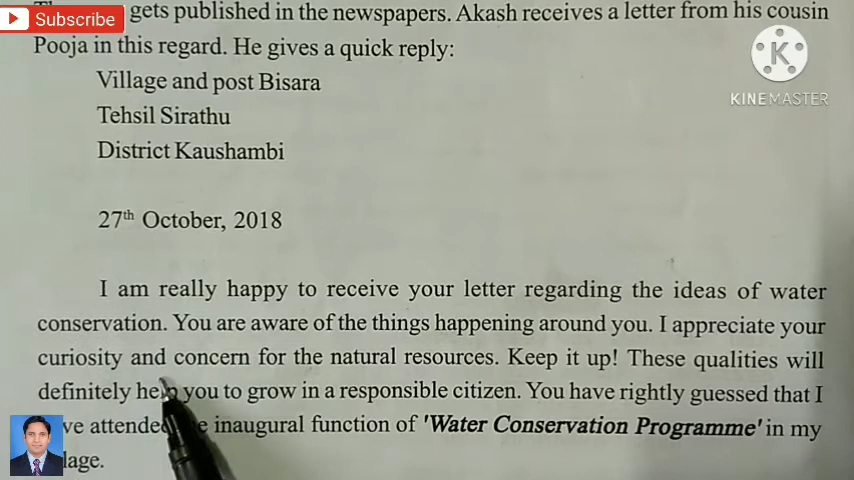 gets published in the newspapers. Akash receives a letter from his cousin
Subscribe
Pooja in this regard. He gives a quick reply:
KINEMASTER
Village and post Bisara
Tehsil Sirathu
District Kaushambi
27th October, 2018
I am really happy to receive your letter regarding the ideas of water
conservation. You are aware of the things happening around you. I appreciate your
curiosity and concern for the natural resources. Keep it up! These qualities will
definitely help you to grow in a responsible citizen. You have rightly guessed that I
attended inaugural function of 'Water Conservation Programme' in my